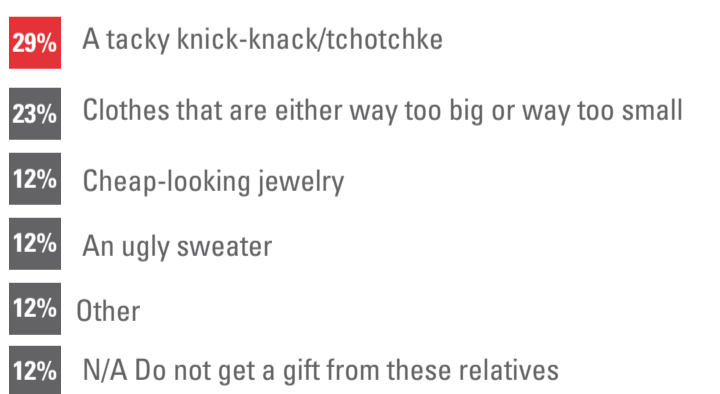 29% A tacky knick-knack/tchotchke
23% Clothes that are either way too big or way too small
12% Cheap-looking jewelry
12% An ugly sweater
12% Other
12% N/A Do not get a gift from these relatives